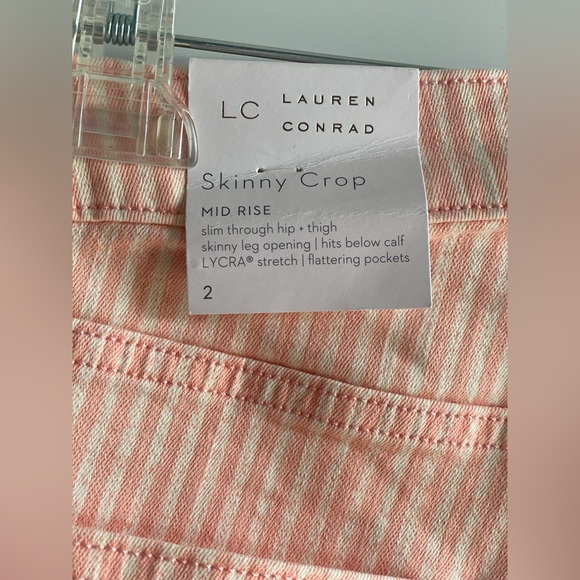 LC LAUREN
CONRAD
Skinny Crop
MID RISE
slim through hip + thigh
skinny leg opening | hits below calf
LYCRA® stretch | flattering pockets
2